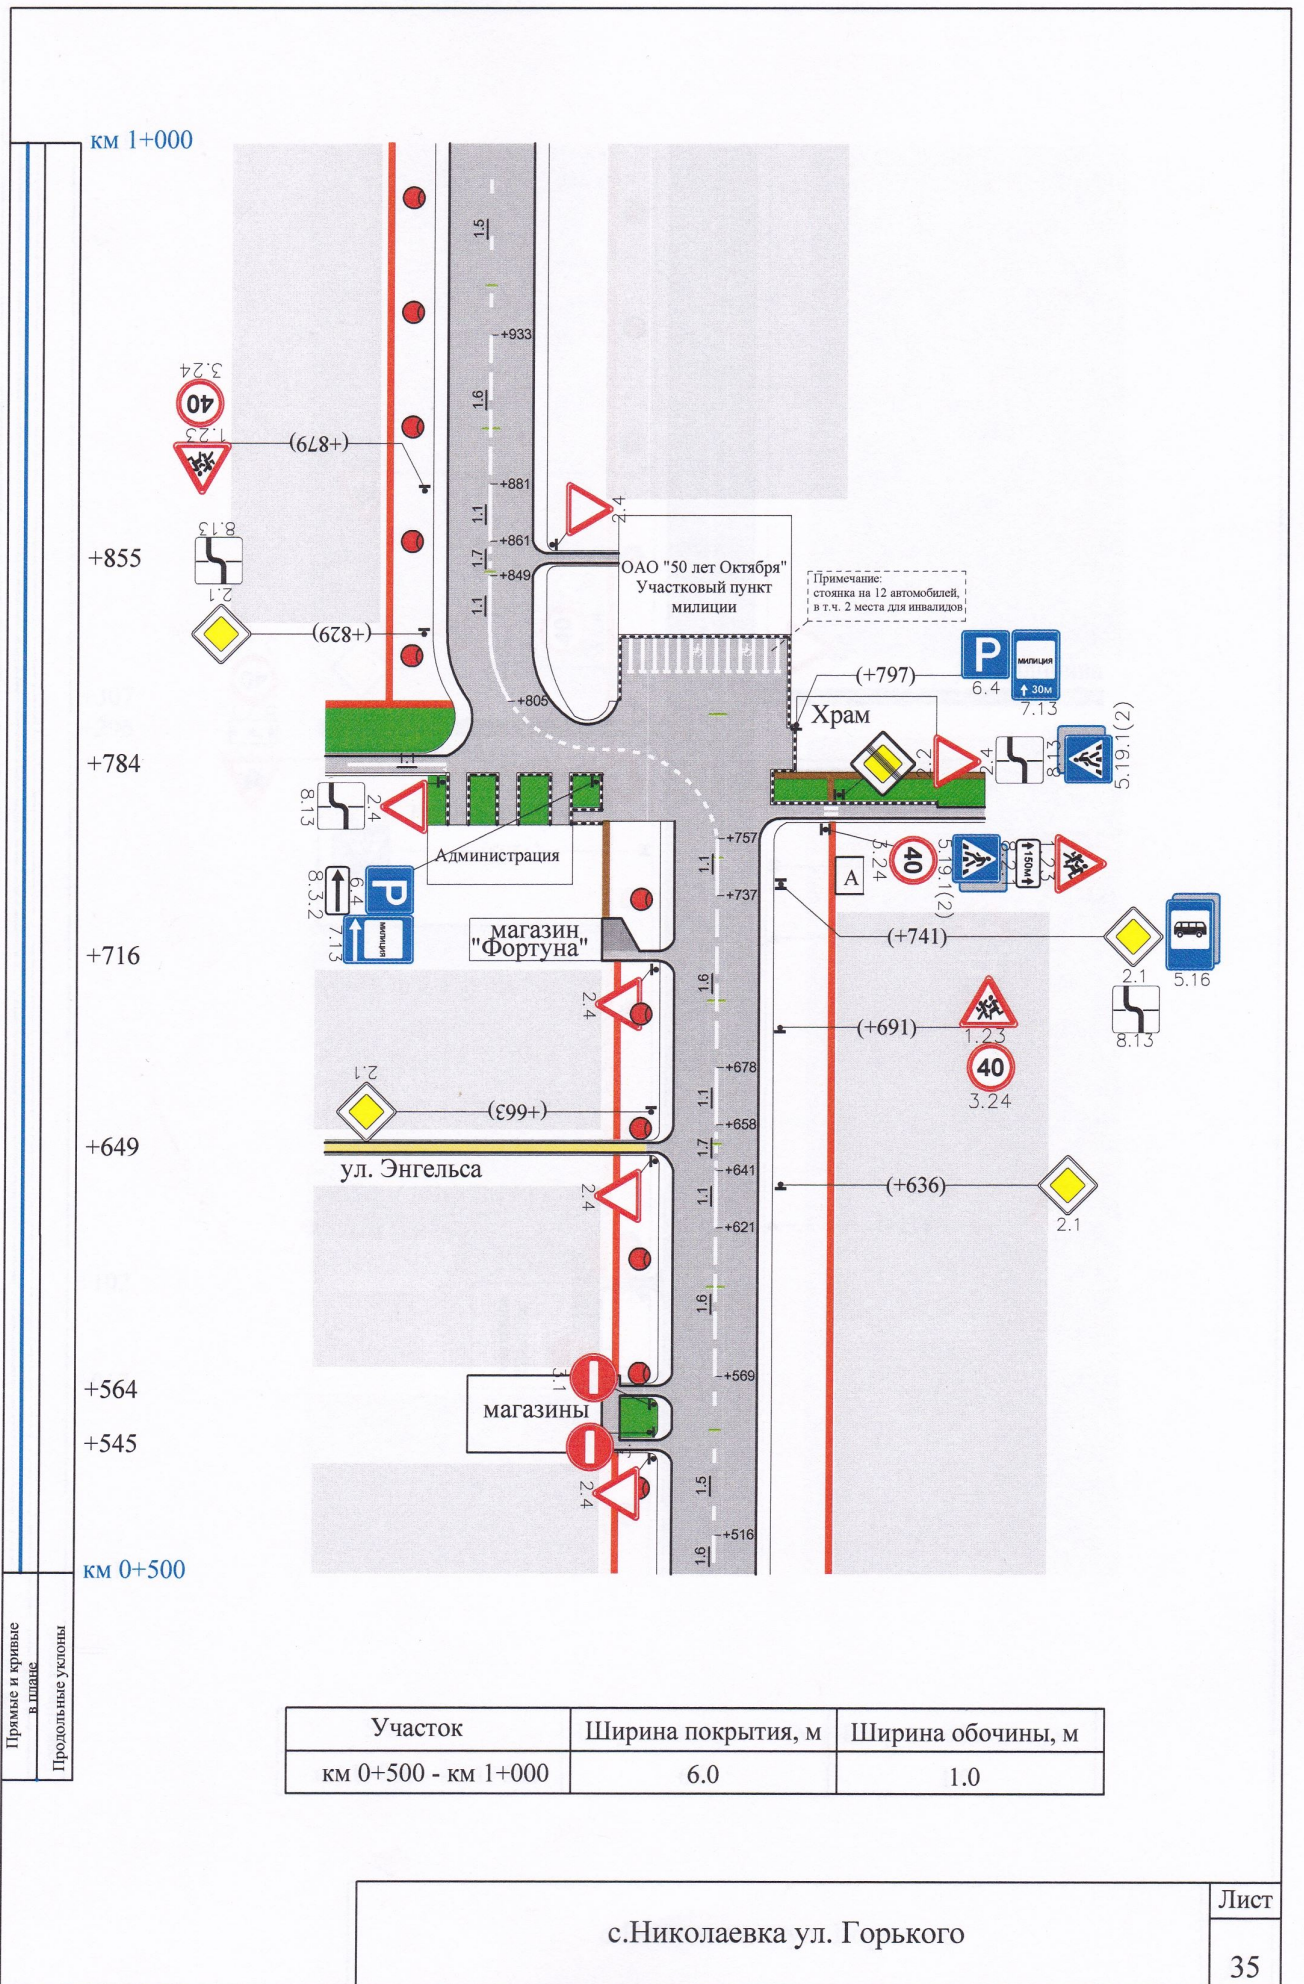 км 1+000
1.5
+933
3.24
40
1.23
(+879)
1.6
+881
2.4
1.1
8.13
+855
+861
1.7
+849
ОАО "50 лет Октября"
Участковый пункт
милиции
Примечание:
стоянка на 12 автомобилей,
в т.ч. 2 места для инвалидов
2.1
1.1
(+829)
P
6.4
милиция
30м
7.13
(+797)
+805
Храм
+784
1.1
2.2
2.4
8.13
5.19.1(2)
8.13
2.4
+757
Администрация
1.1
3.24
40
5.19.1(2)
150м
1.23
A
+737
8.3.2
6.4
P
7.13
милиция
магазин
"Фортуна"
(+741)
2.1
5.16
8.13
+716
2.4
1.6
(+691)
1.23
40
3.24
+678
2.1
(+663)
1.1
+658
+649
1.7
ул. Энгельса
+641
2.4
1.1
(+636)
2.1
+621
1.6
+569
3.1
+564
магазины
+545
2.4
1.5
+516
1.6
км 0+500
Прямые и кривые
в плане
Продольные уклоны
Участок
Ширина покрытия, м
Ширина обочины, м
км 0+500 - км 1+000
6.0
1.0
с.Николаевка ул. Горького
Лист
35